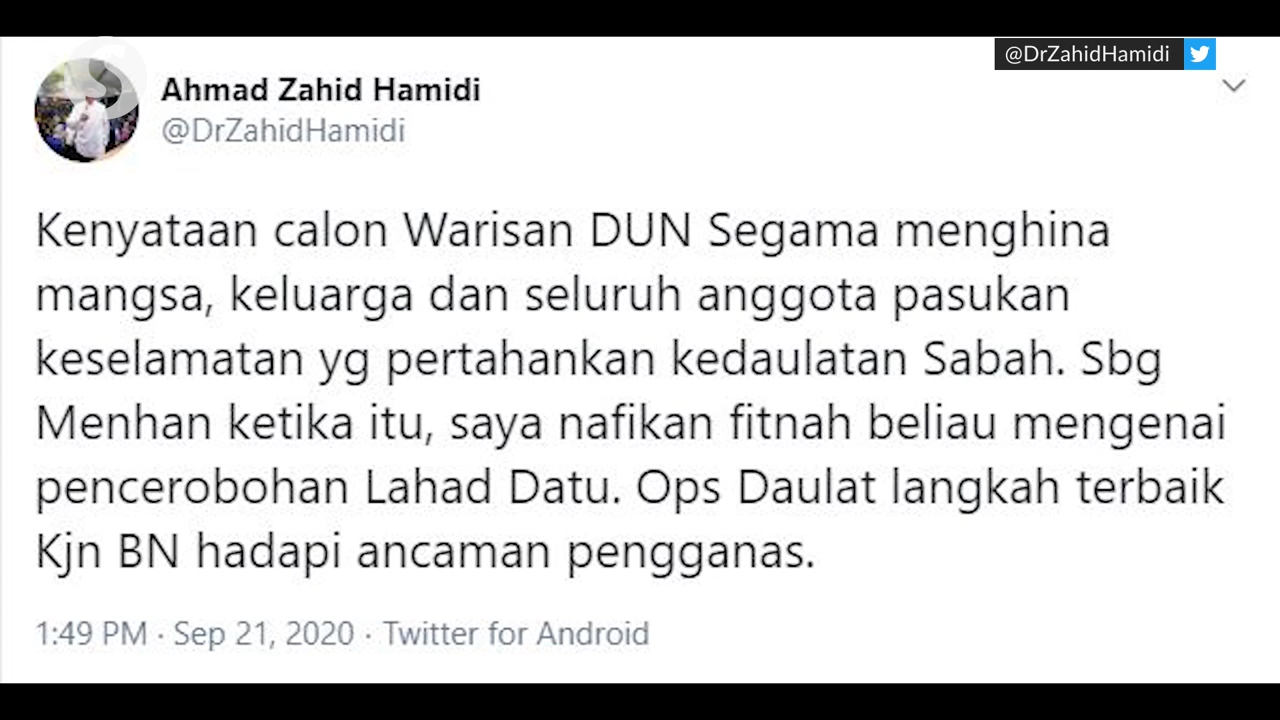 @DrZahidHamidi
Ahmad Zahid Hamidi
@DrZahidHamidi
Kenyataan calon Warisan DUN Segama menghina
mangsa, keluarga dan seluruh anggota pasukan
keselamatan yg pertahankan kedaulatan Sabah. Sbg
Menhan ketika itu, saya nafikan fitnah beliau mengenai
pencerobohan Lahad Datu. Ops Daulat langkah terbaik
Kjn BN hadapi ancaman pengganas.
1:49 PM · Sep 21, 2020 · Twitter for Android